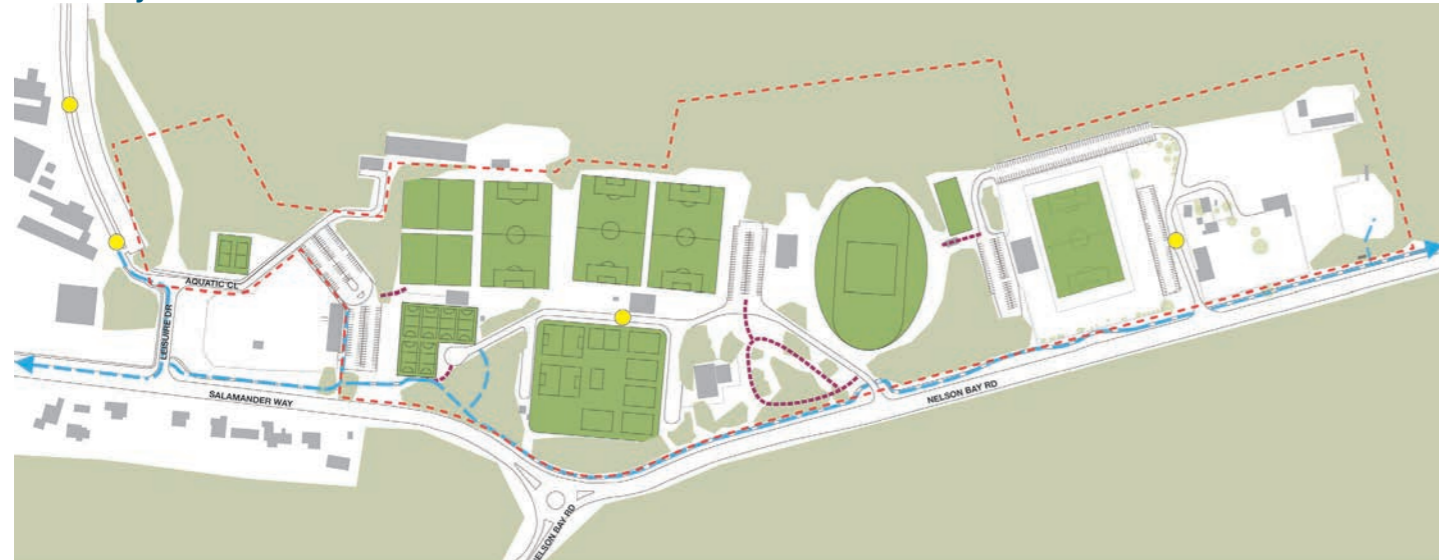 AQUATIC CL
LEISURE DR
SALAMANDER WAY
NELSON BAY RD
NELSON BAY RD